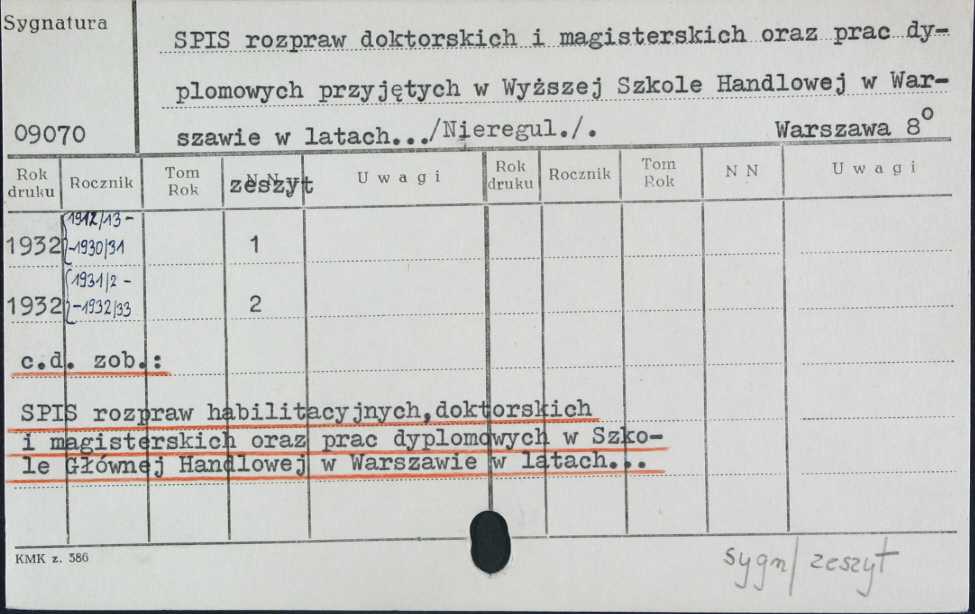 Sygnatura
SPIS rozpraw doktorskich i magisterskich oraz prac dy-
plomowych przyjętych w Wyższej Szkole Handlowej w War-
09070
szawie w latach.../Nieregul./.
Warszawa 8°
Rok druku Rocznik Tom Rok zeszyt Uwagi Rok druku Rocznik Tom Rok NN Uwagi
1932 {1912/13 -
-1930/31 1
1932 {1931/2 -
-1932/33 2
c.d. zob.:
SPIS rozpraw habilitacyjnych,doktorskich
i magisterskich oraz prac dyplomowych w Szko-
le Głównej Handlowej w Warszawie w latach...
KMK z. 386
sygn/zeszyt